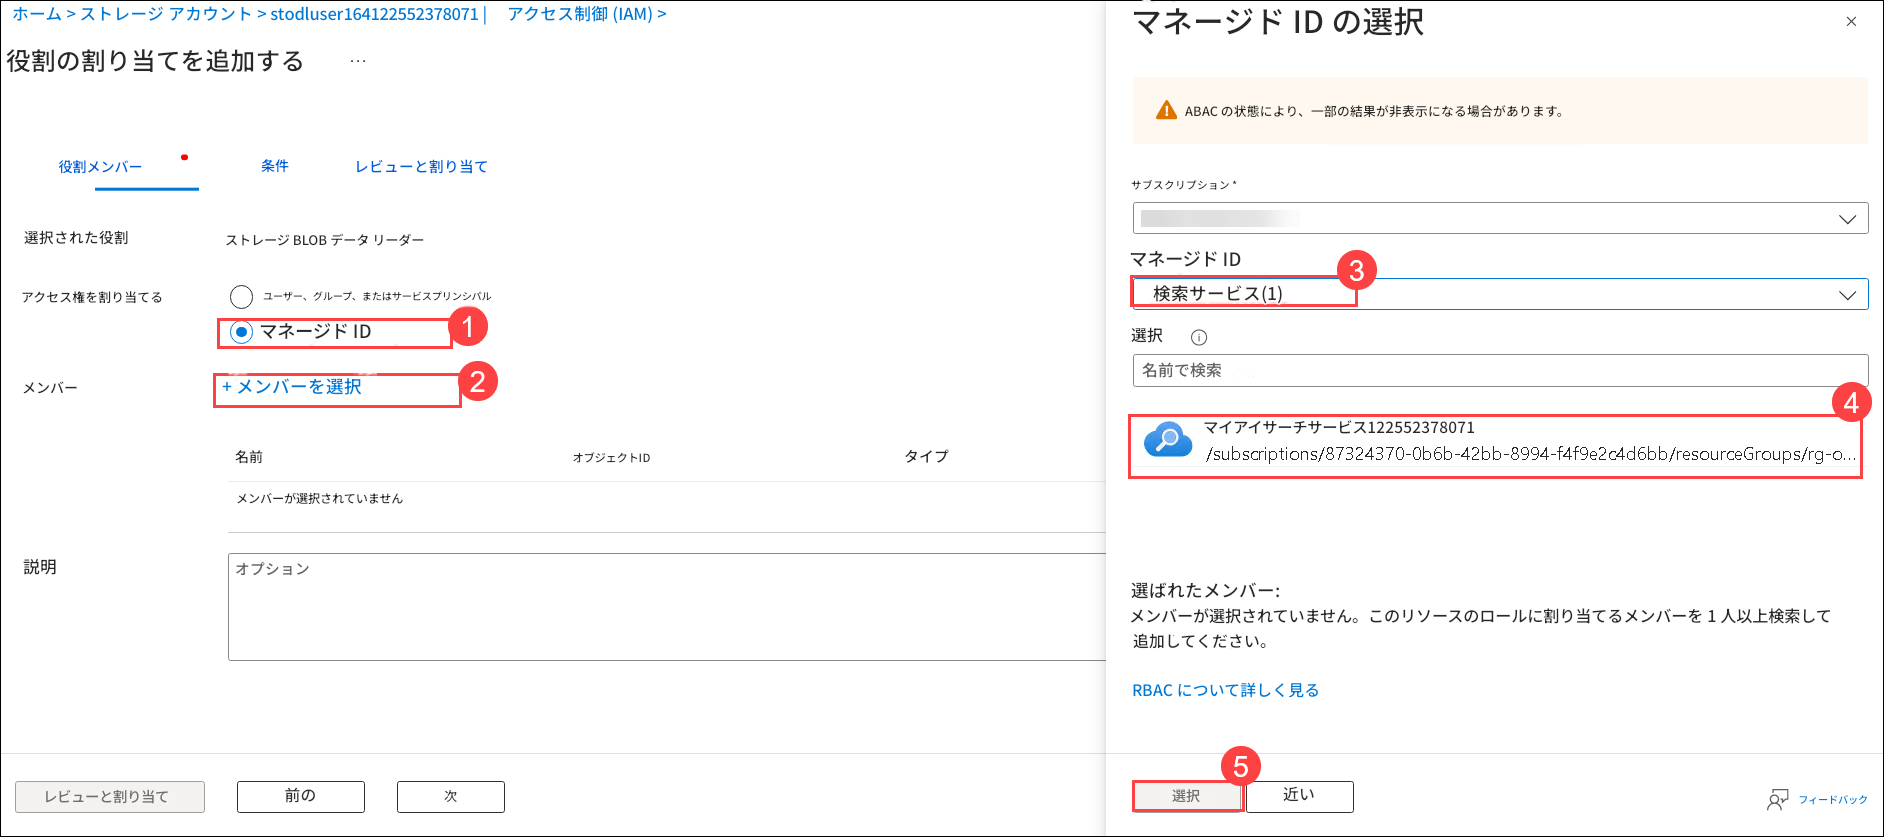 ホーム > ストレージ アカウント > stodluser164122552378071 | アクセス制御 (IAM) >
役割の割り当てを追加する ...
役割メンバー 条件 レビューと割り当て
選択された役割 ストレージ BLOB データ リーダー
アクセス権を割り当てる ユーザー、グループ、またはサービスプリンシパル
マネージド ID 1
メンバー + メンバーを選択 2
名前 オブジェクトID タイプ
メンバーが選択されていません
説明 オプション
レビューと割り当て 前の 次
マネージド ID の選択
ABAC の状態により、一部の結果が非表示になる場合があります。
サブスクリプション *
マネージド ID 3
検索サービス(1)
選択
名前で検索
4
マイアイサーチサービス122552378071
/subscriptions/87324370-0b6b-42bb-8994-f4f9e2c4d6bb/resourceGroups/rg-o...
選ばれたメンバー:
メンバーが選択されていません。このリソースのロールに割り当てるメンバーを 1 人以上検索して
追加してください。
RBAC について詳しく見る
5
選択 近い フィードバック